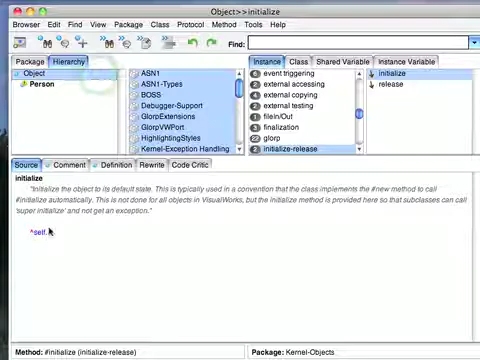 Object>>initialize
Browser Edit Find View Package Class Protocol Method Tools Help
Find:
Package Hierarchy
Object
Person
ASN1
ASN1-Types
BOSS
Debugger-Support
GlorpExtensions
GlorpVWPort
HighlightingStyles
Kernel-Exception Handling
Instance Class Shared Variable Instance Variable
event triggering
external accessing
external copying
external testing
fileIn/Out
finalization
glorp
initialize-release
initialize
release
Source Comment Definition Rewrite Code Critic
initialize
"Initialize the object to its default state. This is typically used in a convention that the class implements the #new method to call
#initialize automatically. This is not done for all objects in VisualWorks, but the initialize method is provided here so that subclasses can call
'super initialize' and not get an exception."
^self.
Method: #initialize (initialize-release)
Package: Kernel-Objects